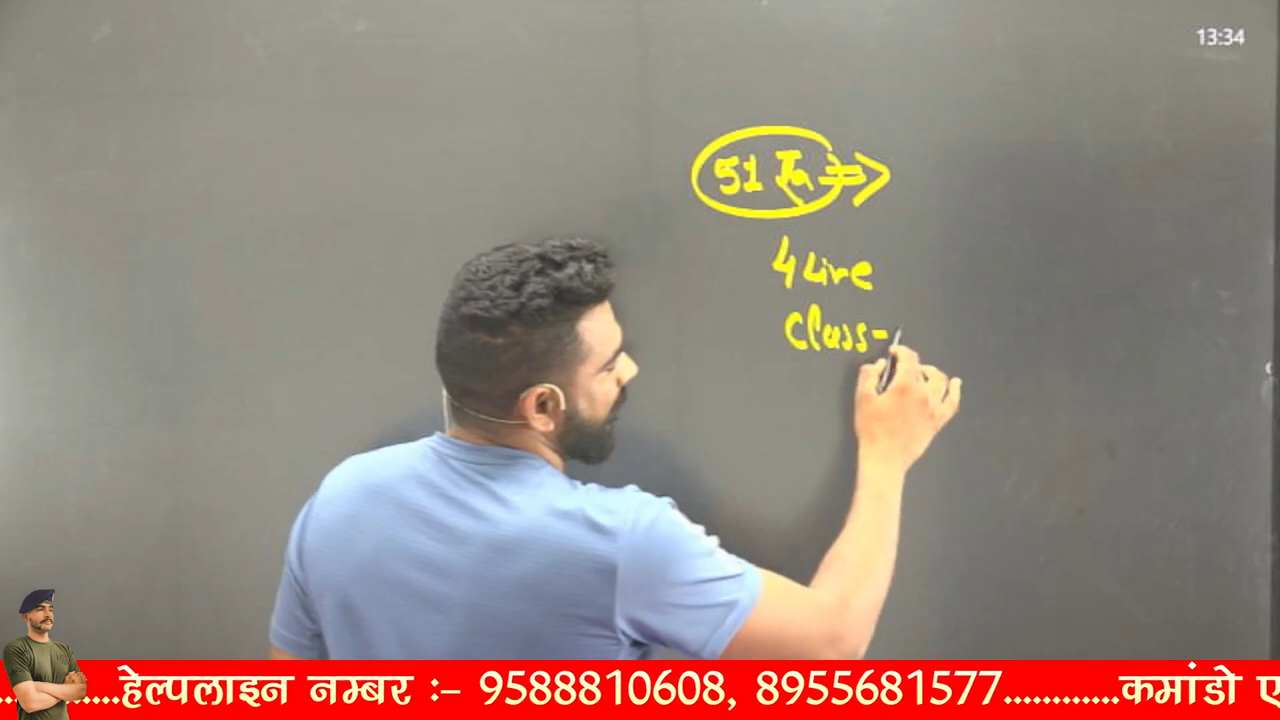 13:34
51
4 Live
Class-
............हेल्पलाइन नम्बर :- 9588810608, 8955681577............कमांडो ए